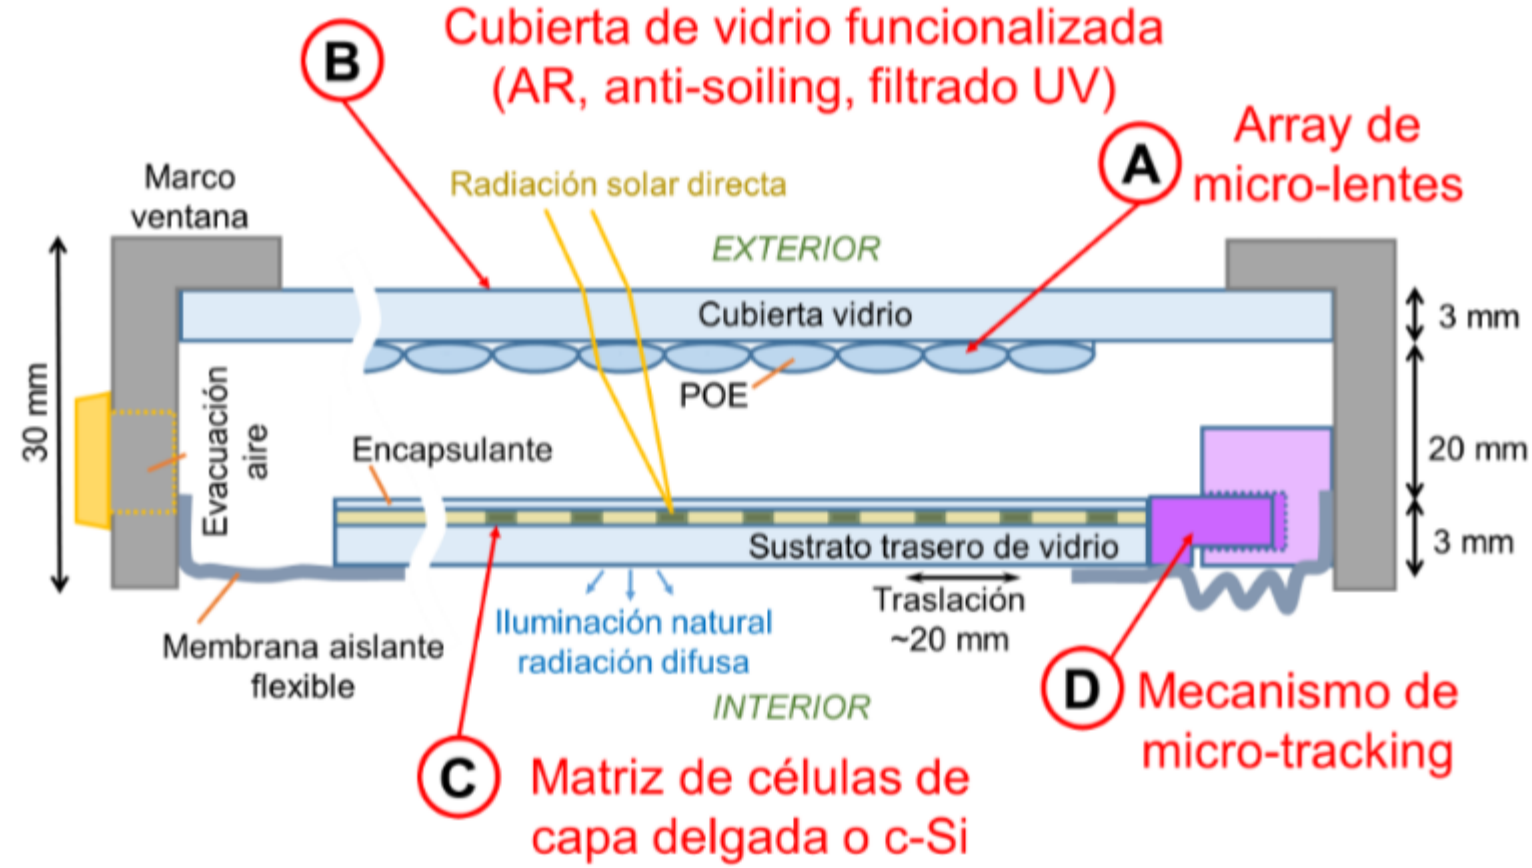 Cubierta de vidrio funcionalizada
(AR, anti-soiling, filtrado UV)
B
Array de
micro-lentes
A
Marco
ventana
Radiación solar directa
EXTERIOR
Cubierta vidrio
3 mm
POE
30 mm
Evacuación
aire
Encapsulante
20 mm
Sustrato trasero de vidrio
3 mm
Traslación
~20 mm
Iluminación natural
radiación difusa
Membrana aislante
flexible
INTERIOR
D
Mecanismo de
micro-tracking
C
Matriz de células de
capa delgada o c-Si